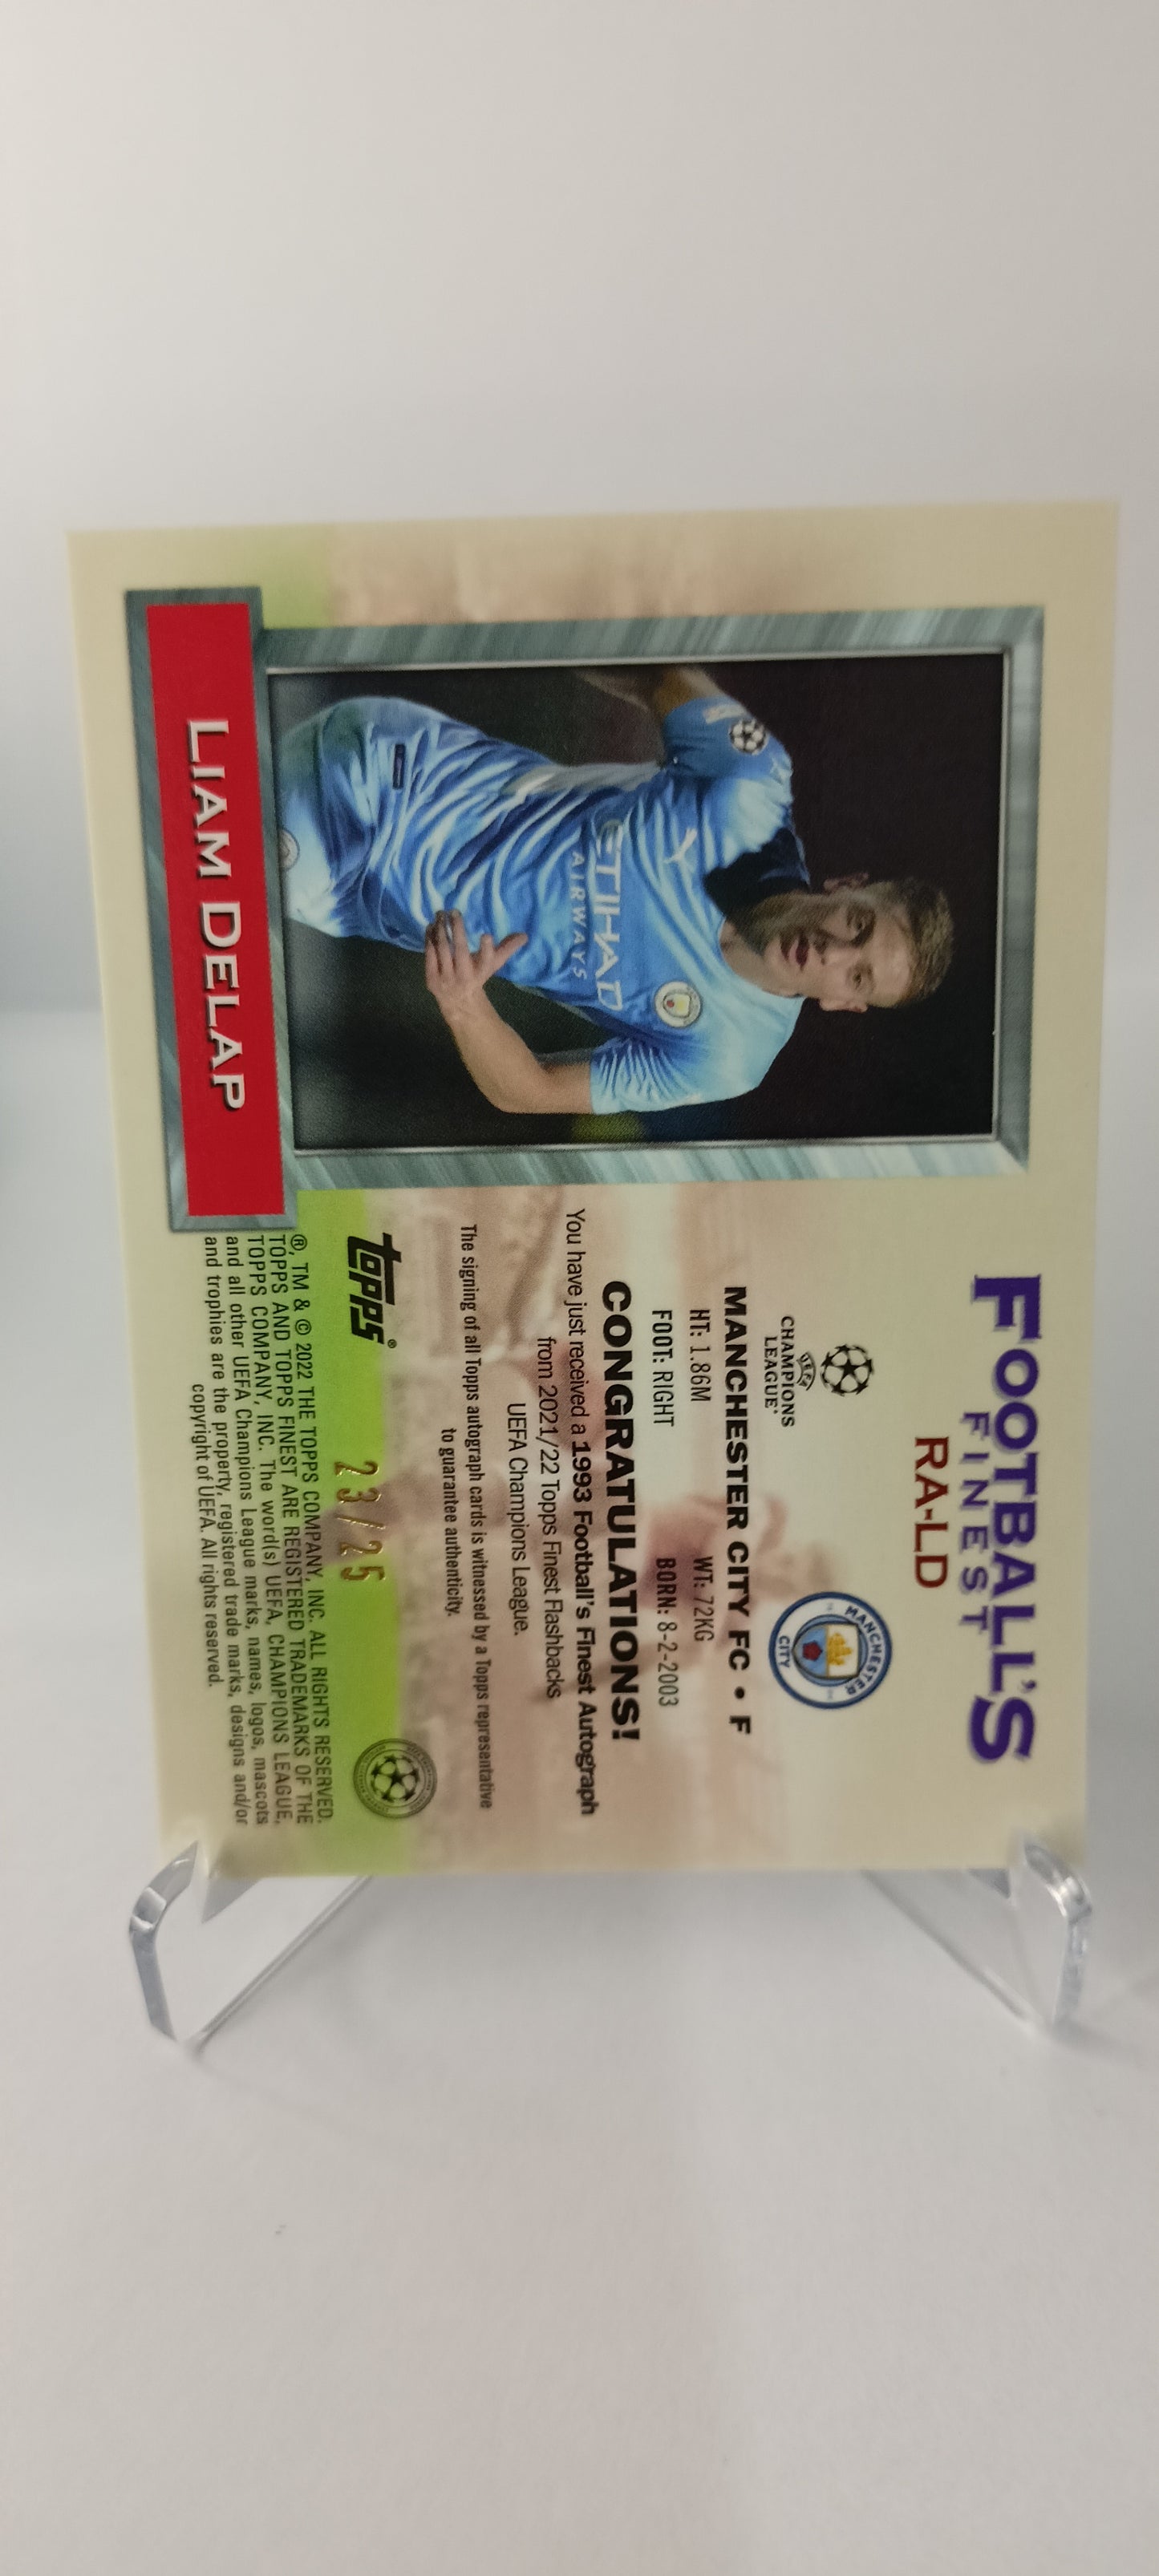 FOOTBALL'S
FINEST
RA-LD
UEFA
CHAMPIONS
LEAGUE®
MANCHESTER
CITY
MANCHESTER CITY FC • F
HT: 1.86M WT: 72KG
FOOT: RIGHT BORN: 8-2-2003
CONGRATULATIONS!
You have just received a 1993 Football's Finest Autograph
from 2021/22 Topps Finest Flashbacks
UEFA Champions League.
The signing of all Topps autograph cards is witnessed by a Topps representative
to guarantee authenticity.
ETIHAD
AIRWAYS
topps®
23/25
LIAM DELAP
®, TM & © 2022 THE TOPPS COMPANY, INC. ALL RIGHTS RESERVED.
TOPPS AND TOPPS FINEST ARE REGISTERED TRADEMARKS OF THE
TOPPS COMPANY, INC. The word(s) UEFA, CHAMPIONS LEAGUE,
and all other UEFA Champions League marks, names, logos, mascots
and trophies are the property, registered trade marks, designs and/or
copyright of UEFA. All rights reserved.